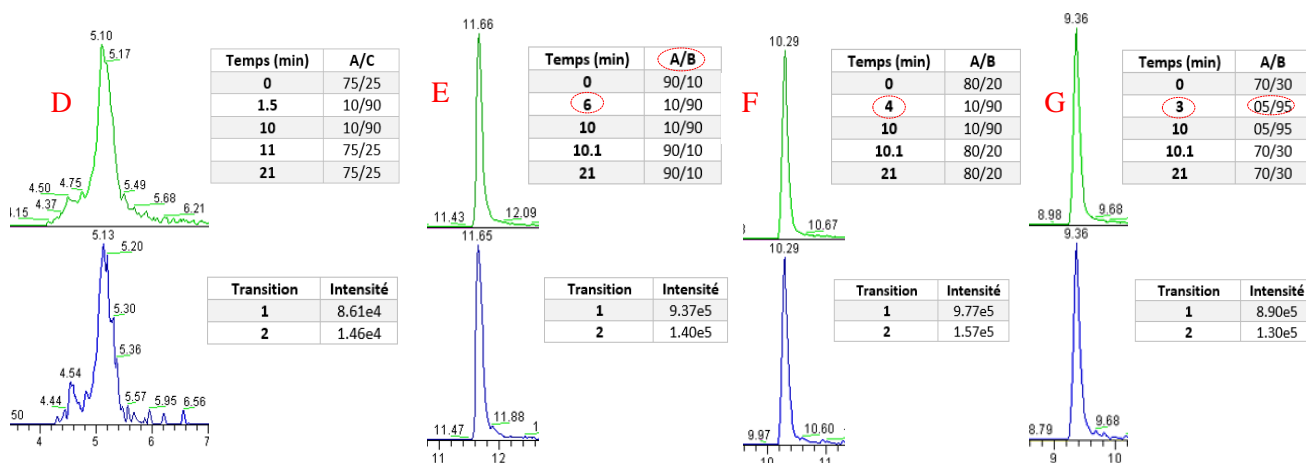 D
5.10
5.17
4.50
4.75
4.37
5.49
5.68
6.21
4.15
Temps (min) A/C
0 75/25
1.5 10/90
10 10/90
11 75/25
21 75/25
5.13
5.20
5.30
5.36
4.54
4.44
5.57
5.95
6.56
50
4 5 6 7
Transition Intensité
1 8.61e4
2 1.46e4
E
11.66
11.43
12.09
Temps (min) A/B
0 90/10
6 10/90
10 10/90
10.1 90/10
21 90/10
11.65
11.47
11.88
11 12
Transition Intensité
1 9.37e5
2 1.40e5
F
10.29
10.67
Temps (min) A/B
0 80/20
4 10/90
10 10/90
10.1 80/20
21 80/20
10.29
9.97
10.60
10 11
Transition Intensité
1 9.77e5
2 1.57e5
G
9.36
8.98
9.68
Temps (min) A/B
0 70/30
3 05/95
10 05/95
10.1 70/30
21 70/30
9.36
8.79
9.68
9 10
Transition Intensité
1 8.90e5
2 1.30e5